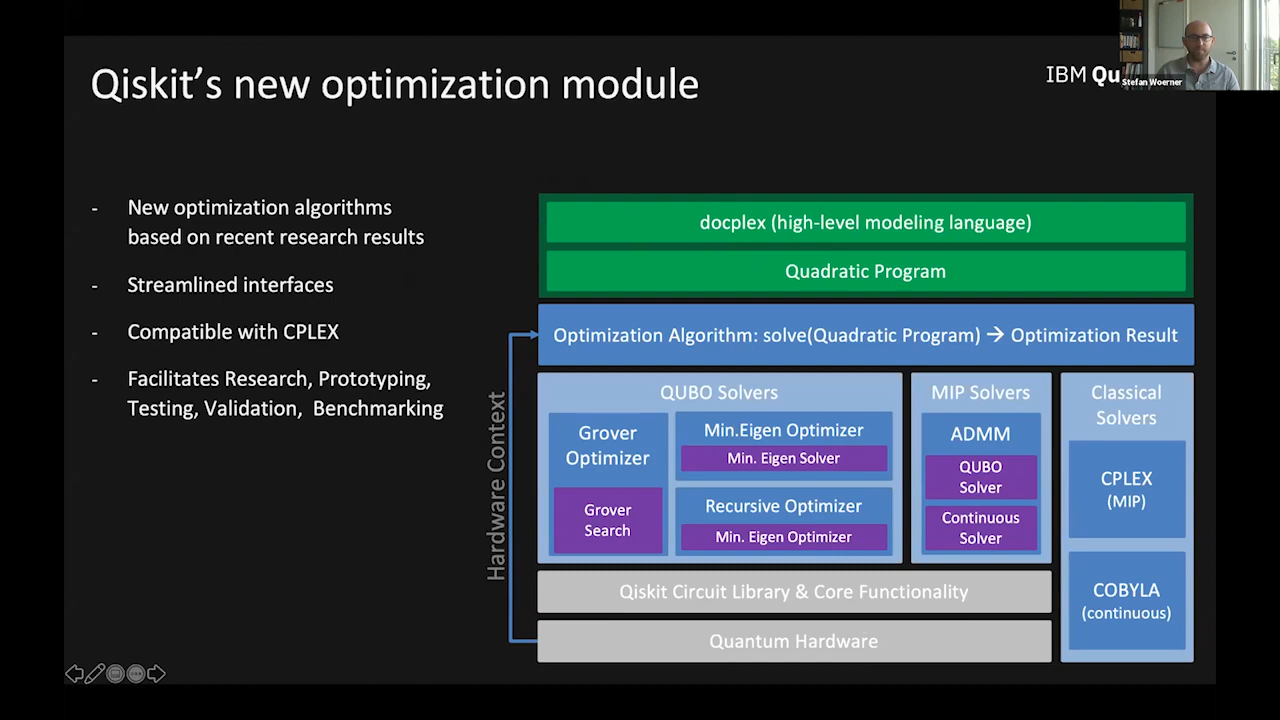 Qiskit's new optimization module
IBM Qu
Stefan Woerner
- New optimization algorithms
based on recent research results
- Streamlined interfaces
- Compatible with CPLEX
- Facilitates Research, Prototyping,
Testing, Validation, Benchmarking
docplex (high-level modeling language)
Quadratic Program
Optimization Algorithm: solve(Quadratic Program) → Optimization Result
Hardware Context
QUBO Solvers
Grover
Optimizer
Grover
Search
Min.Eigen Optimizer
Min. Eigen Solver
Recursive Optimizer
Min. Eigen Optimizer
MIP Solvers
ADMM
QUBO
Solver
Continuous
Solver
Classical
Solvers
CPLEX
(MIP)
COBYLA
(continuous)
Qiskit Circuit Library & Core Functionality
Quantum Hardware